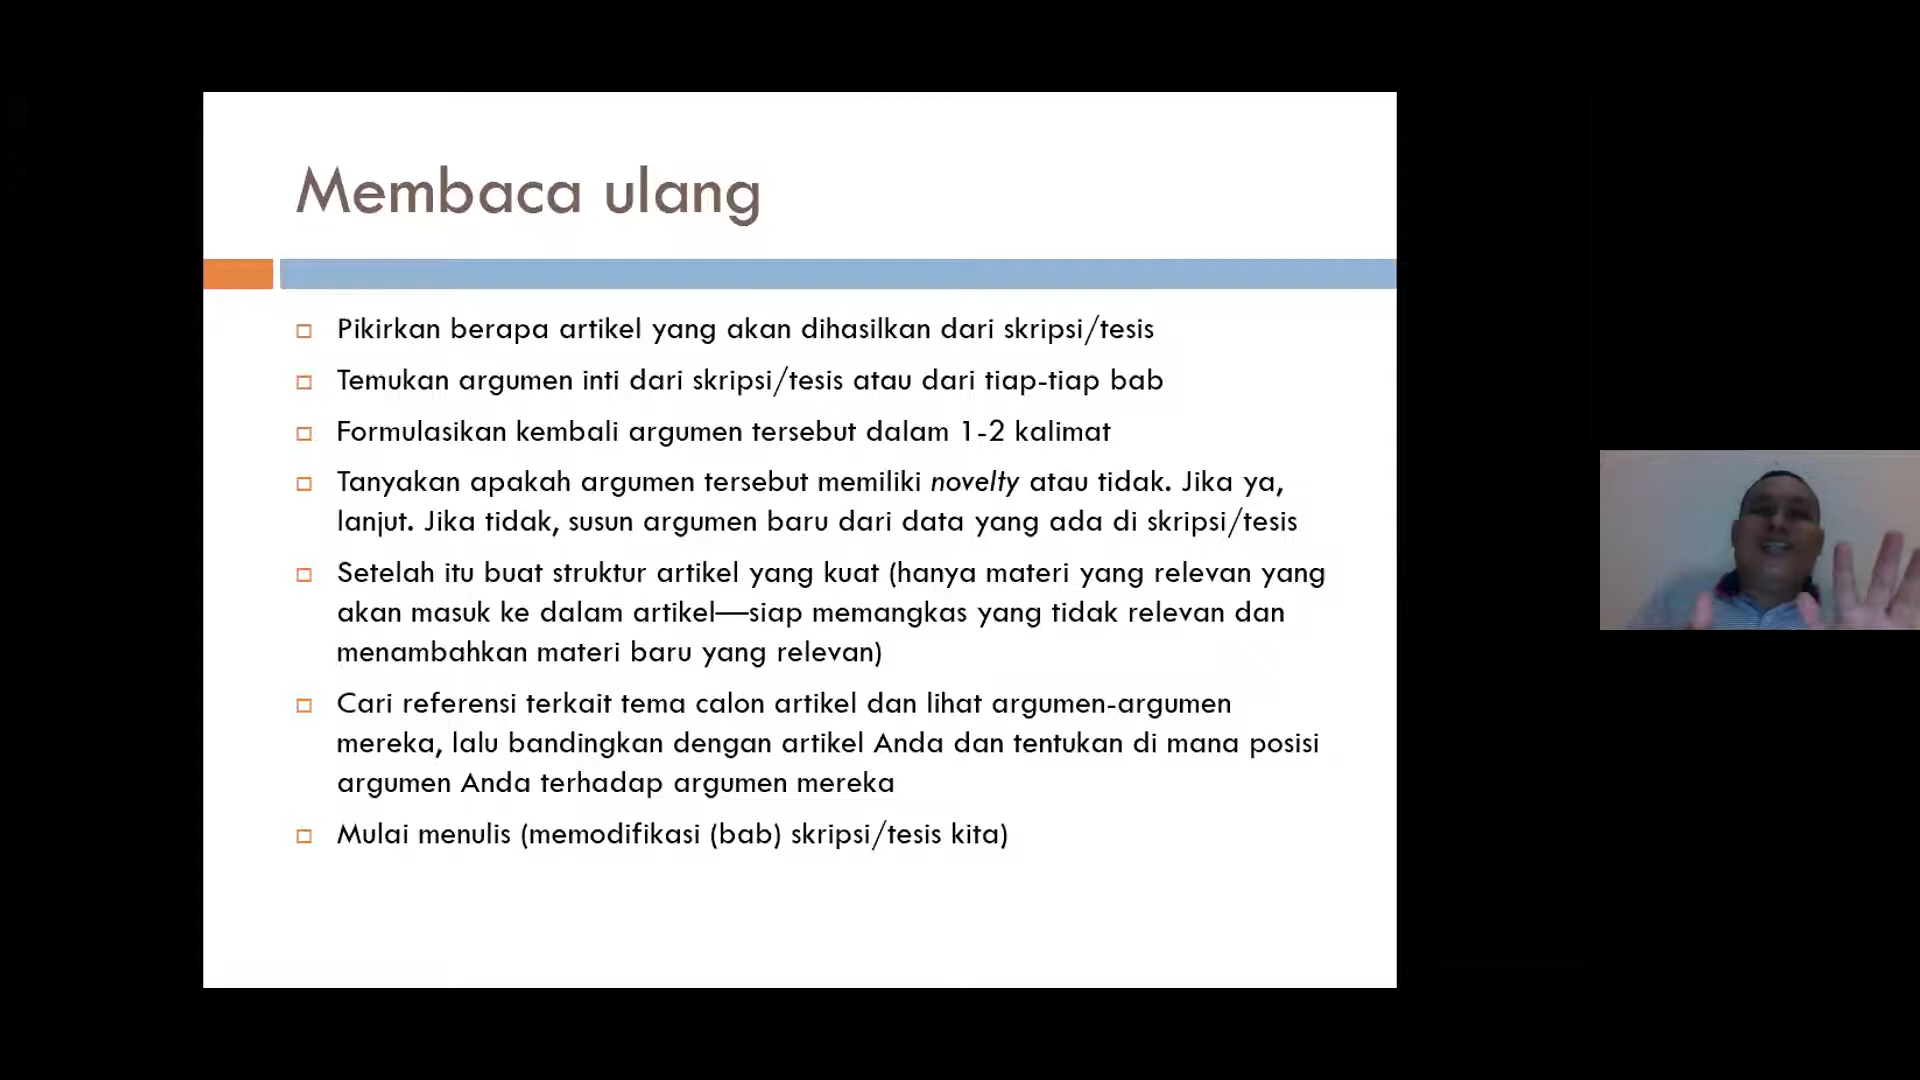 Membaca ulang
Pikirkan berapa artikel yang akan dihasilkan dari skripsi/tesis
Temukan argumen inti dari skripsi/tesis atau dari tiap-tiap bab
Formulasikan kembali argumen tersebut dalam 1-2 kalimat
Tanyakan apakah argumen tersebut memiliki novelty atau tidak. Jika ya,
lanjut. Jika tidak, susun argumen baru dari data yang ada di skripsi/tesis
Setelah itu buat struktur artikel yang kuat (hanya materi yang relevan yang
akan masuk ke dalam artikel—siap memangkas yang tidak relevan dan
menambahkan materi baru yang relevan)
Cari referensi terkait tema calon artikel dan lihat argumen-argumen
mereka, lalu bandingkan dengan artikel Anda dan tentukan di mana posisi
argumen Anda terhadap argumen mereka
Mulai menulis (memodifikasi (bab) skripsi/tesis kita)